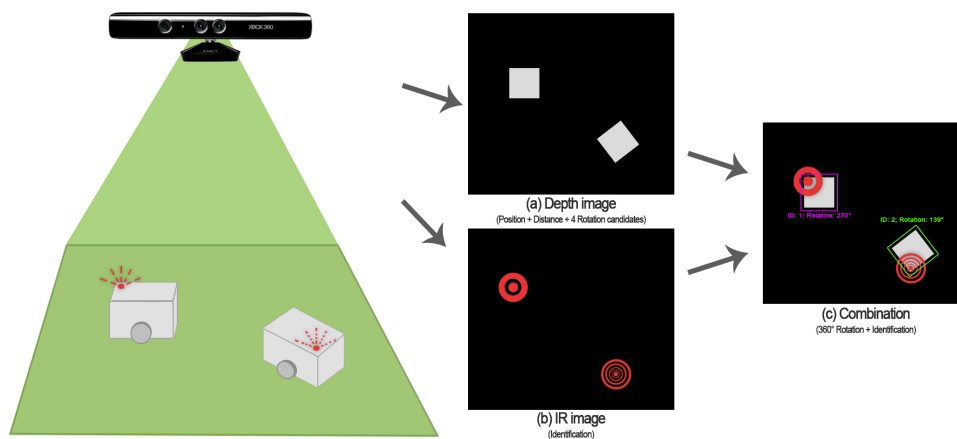 XBOX 360
KINECT
(a) Depth image
(Position + Distance + 4 Rotation candidates)
(b) IR image
(Identification)
ID: 1; Rotation: 270°
ID: 2; Rotation: 139°
(c) Combination
(360° Rotation + Identification)